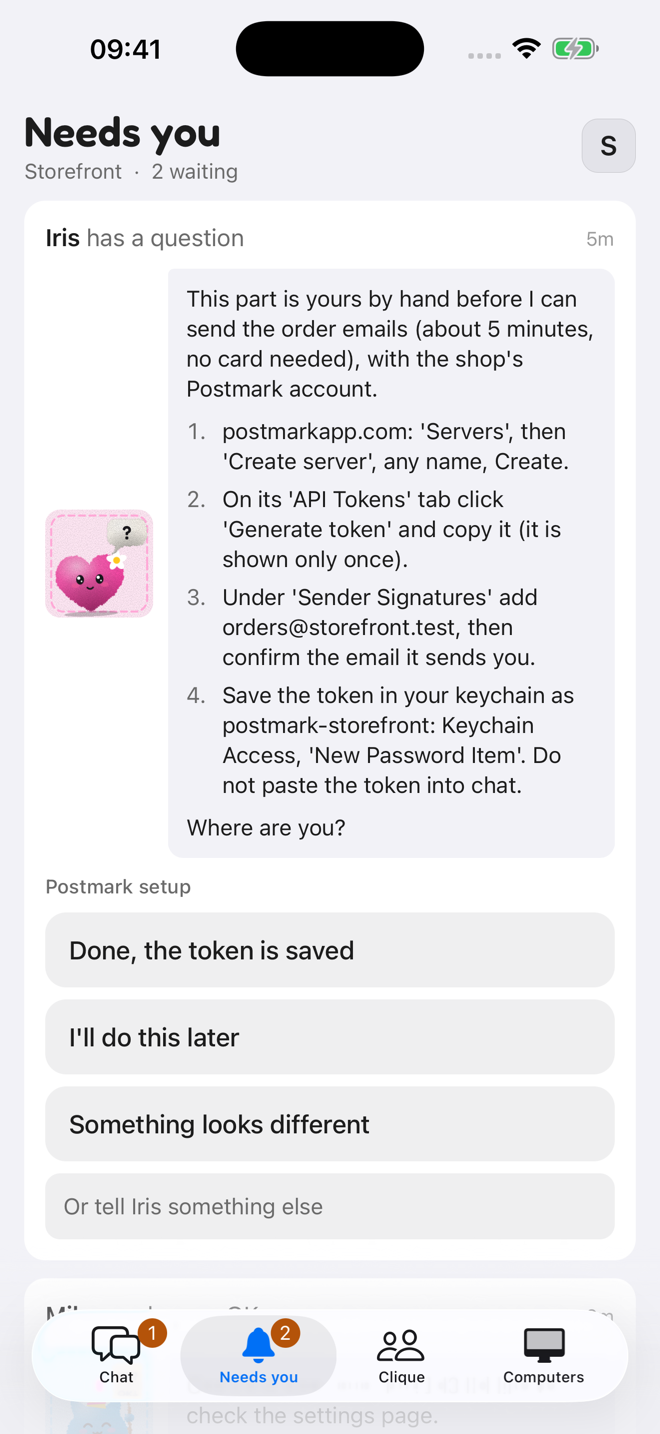 09:41
Needs you
Storefront · 2 waiting
S
Iris has a question
5m
This part is yours by hand before I can
send the order emails (about 5 minutes,
no card needed), with the shop's
Postmark account.
1. postmarkapp.com: 'Servers', then
'Create server', any name, Create.
2. On its 'API Tokens' tab click
'Generate token' and copy it (it is
shown only once).
3. Under 'Sender Signatures' add
orders@storefront.test, then
confirm the email it sends you.
4. Save the token in your keychain as
postmark-storefront: Keychain
Access, 'New Password Item'. Do
not paste the token into chat.
Where are you?
?
Postmark setup
Done, the token is saved
I'll do this later
Something looks different
Or tell Iris something else
1
2
Chat
Needs you
Clique
Computers
check the settings page.